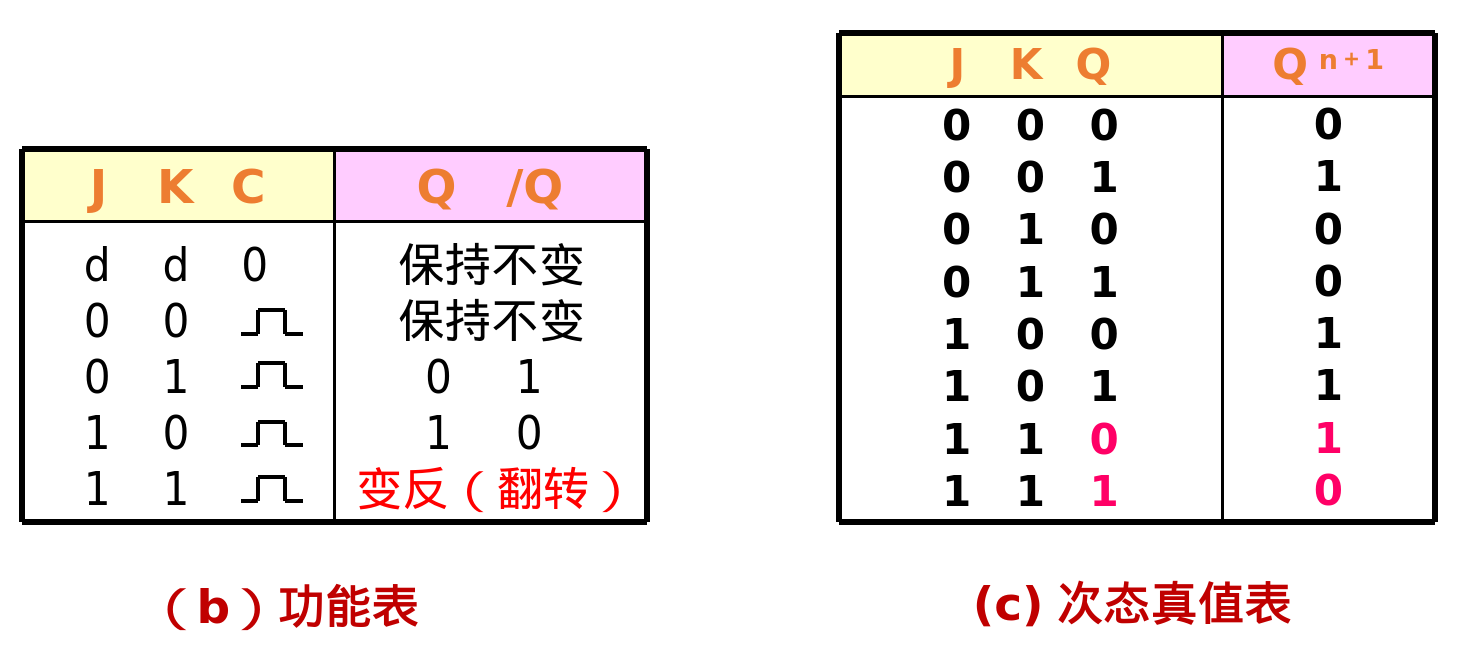 J K C Q /Q
d d 0 保持不变
0 0 保持不变
0 1 0 1
1 0 1 0
1 1 变反（翻转）
（b）功能表
J K Q Q n+1
0 0 0 0
0 0 1 1
0 1 0 0
0 1 1 0
1 0 0 1
1 0 1 1
1 1 0 1
1 1 1 0
(c) 次态真值表